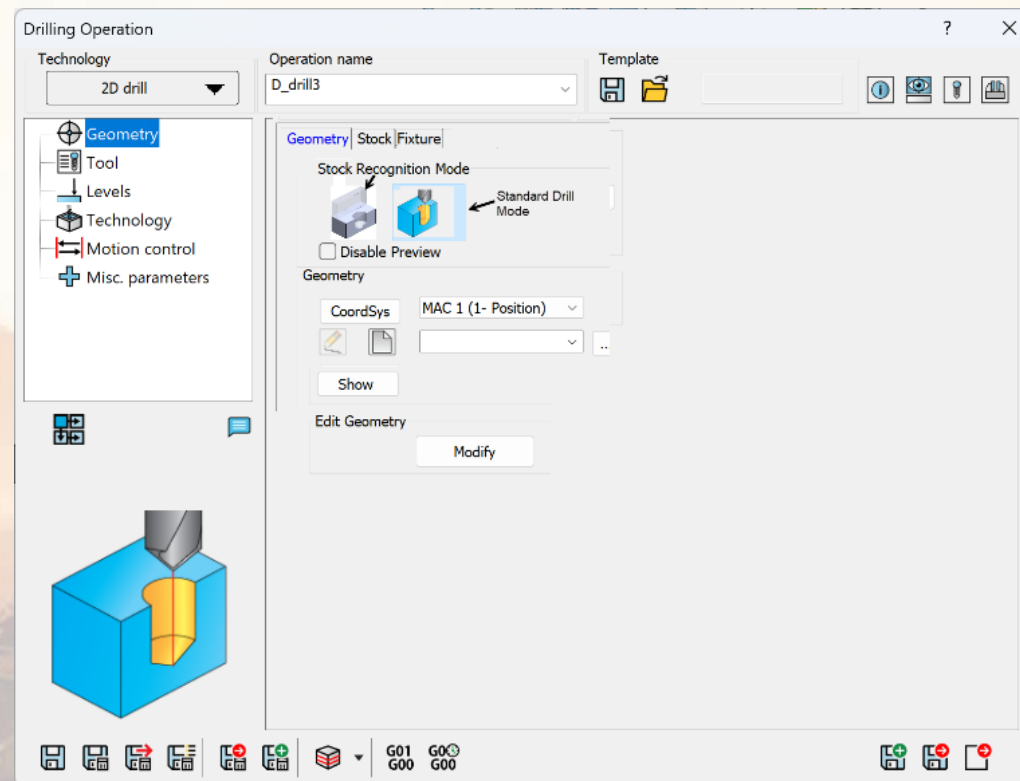 Drilling Operation
?
Technology
Operation name
Template
2D drill
D_drill3
Geometry
Tool
Levels
Technology
Motion control
Misc. parameters
Geometry Stock Fixture
Stock Recognition Mode
Standard Drill
Mode
Disable Preview
Geometry
CoordSys
MAC 1 (1- Position)
..
Show
Edit Geometry
Modify
G01
G00
G0
G00